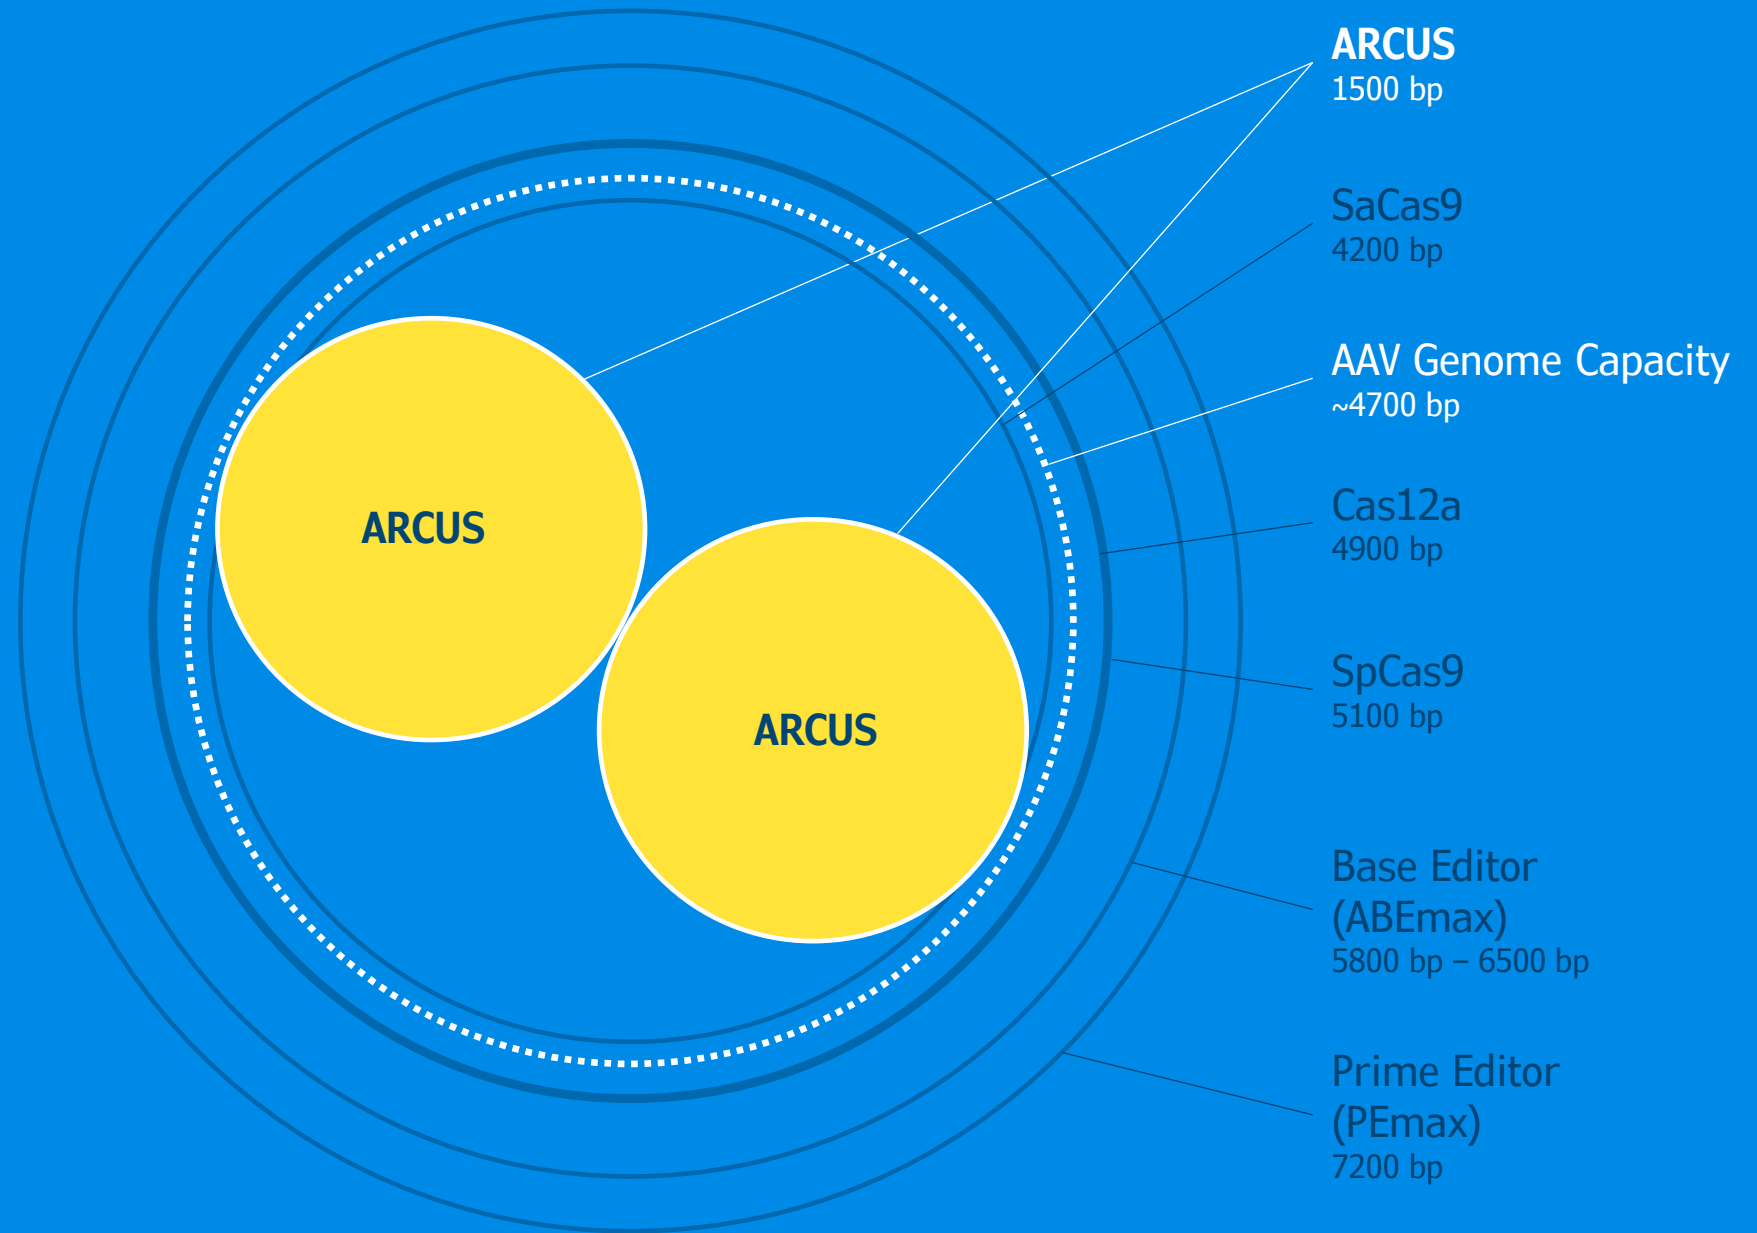 ARCUS
1500 bp
SaCas9
4200 bp
AAV Genome Capacity
~4700 bp
Cas12a
4900 bp
SpCas9
5100 bp
Base Editor
(ABEmax)
5800 bp – 6500 bp
Prime Editor
(PEmax)
7200 bp
ARCUS
ARCUS